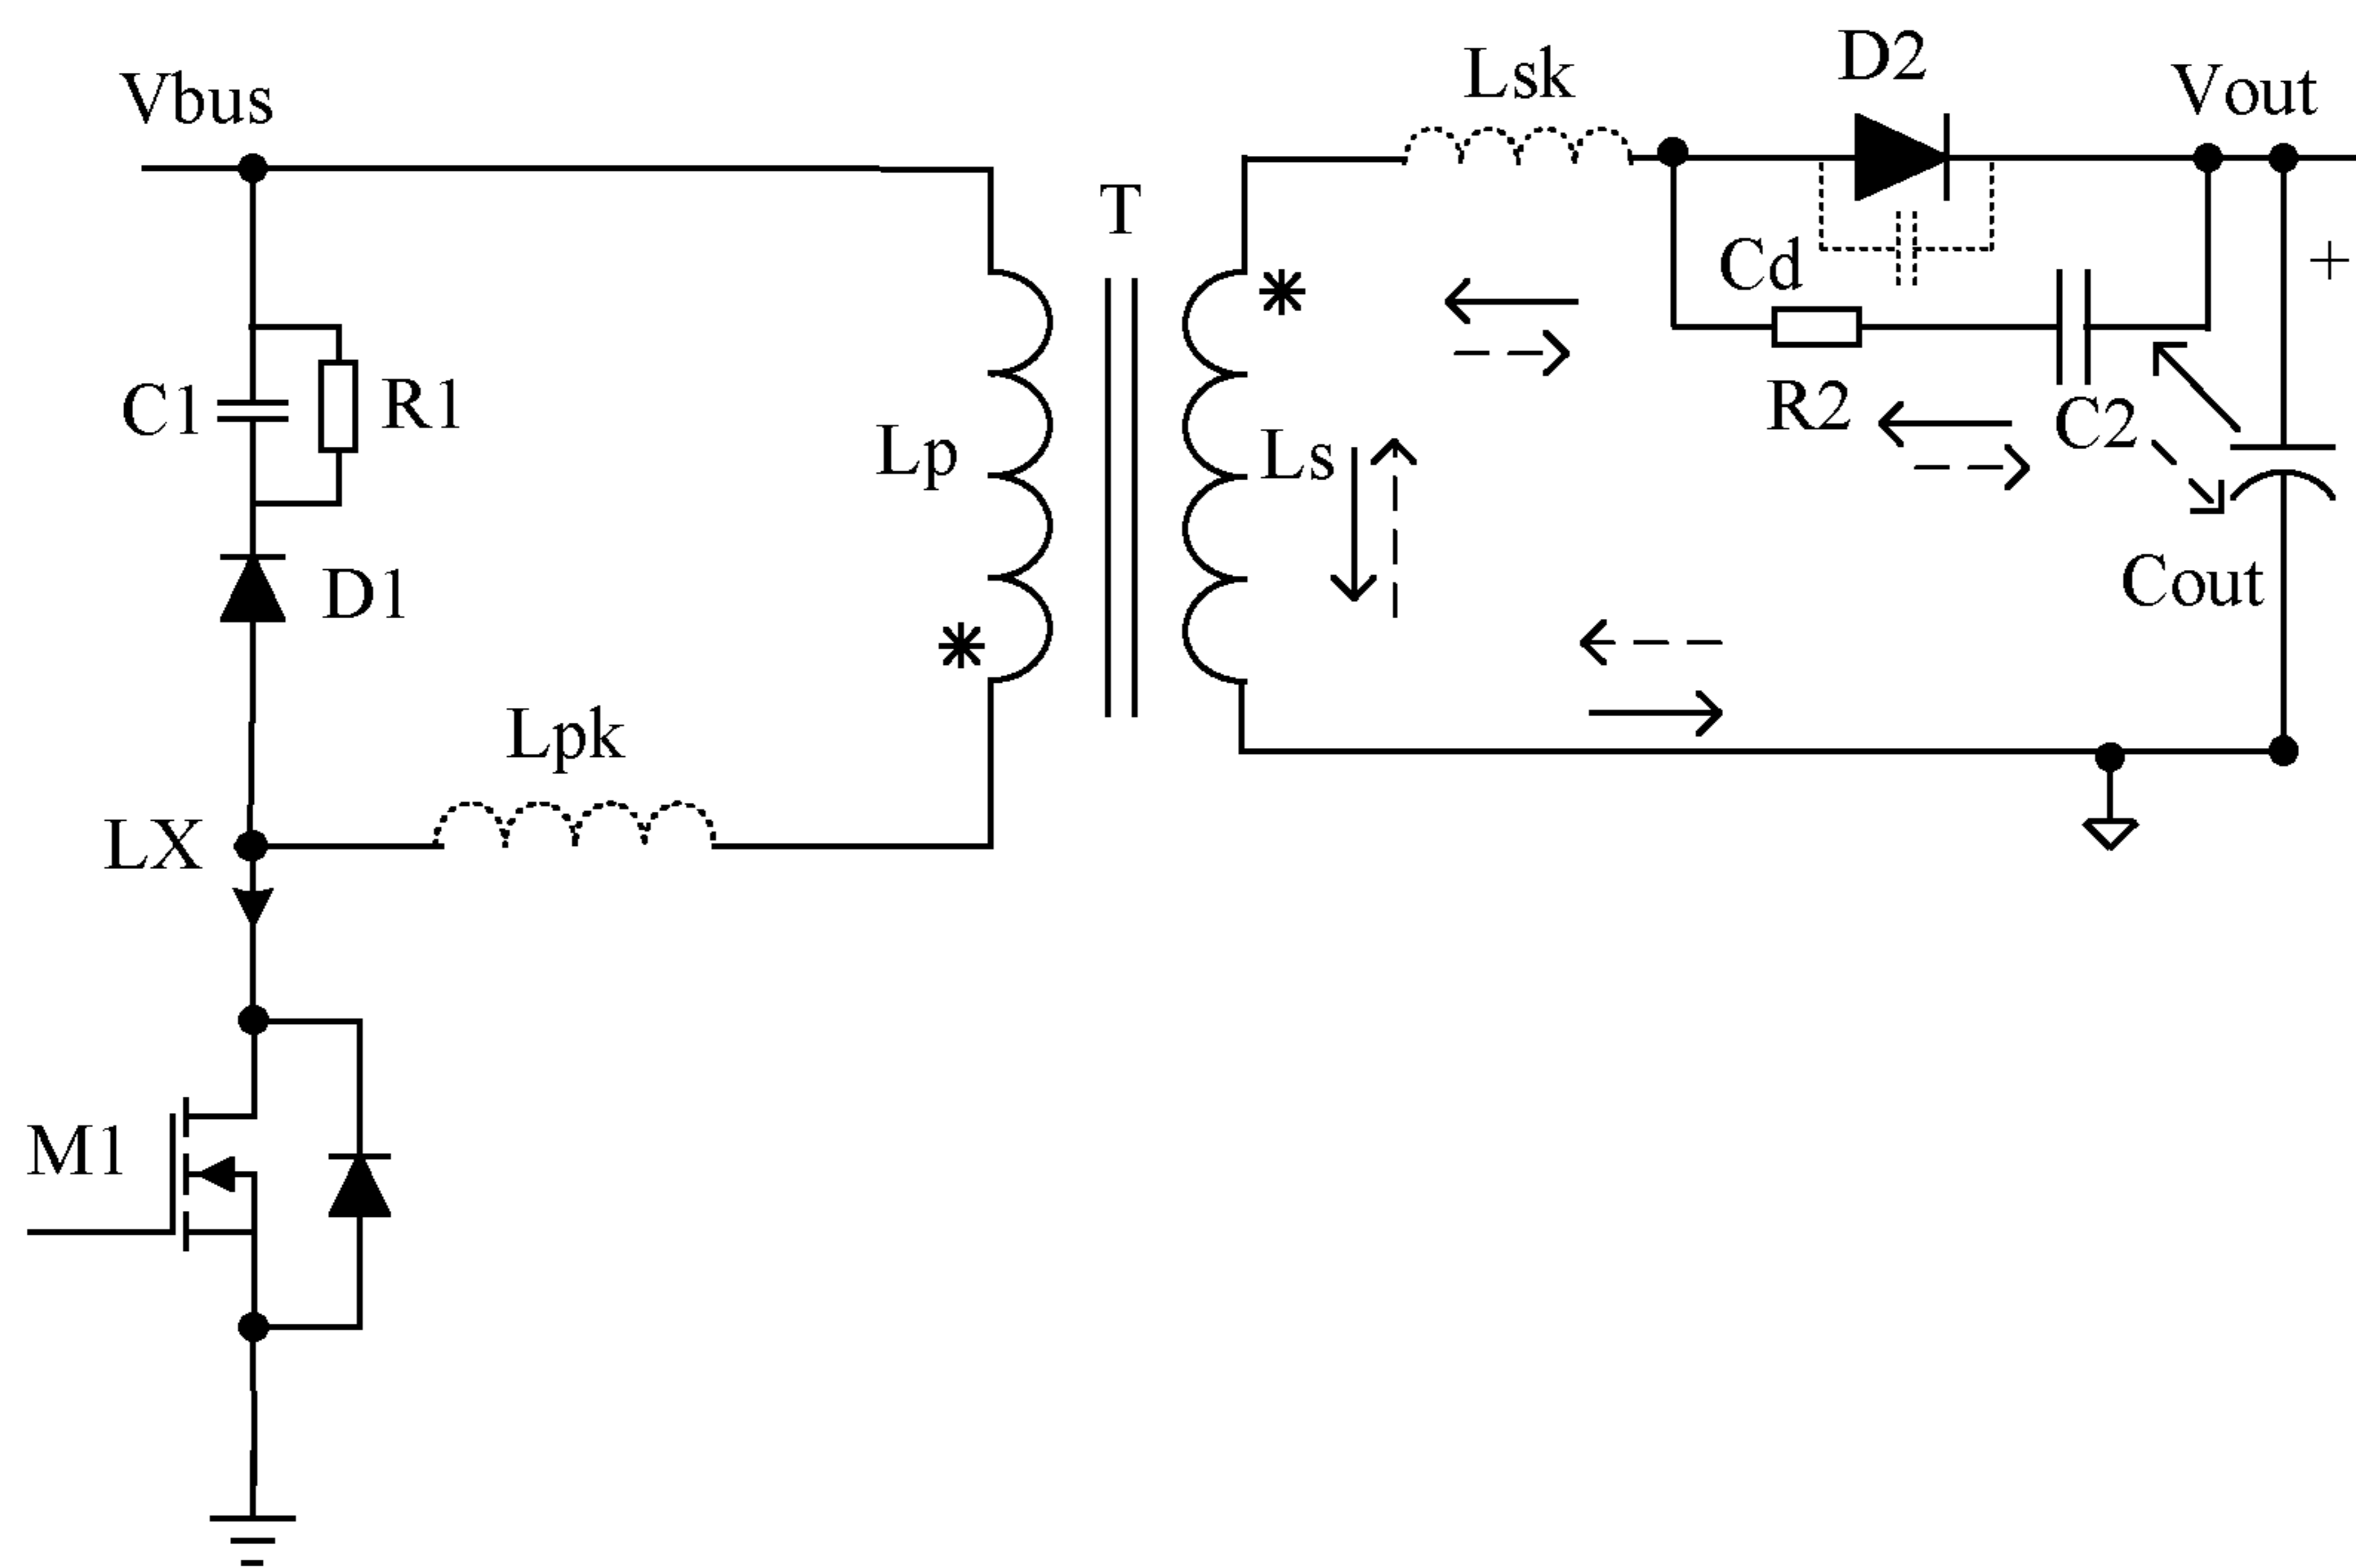 Lsk
D2
Vout
Vbus
T
Cd
+
C1
R1
R2
C2
Lp
Ls
D1
Cout
Lpk
LX
M1